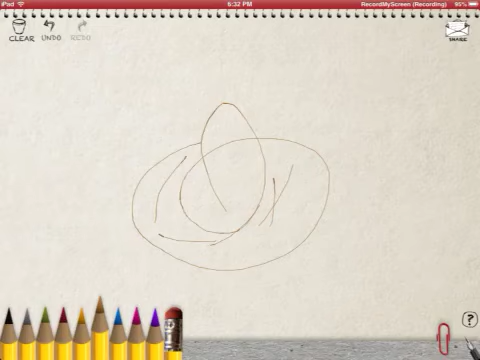 iPad 6:32 PM RecordMyScreen (Recording) 95%
CLEAR UNDO REDO SHARE
?